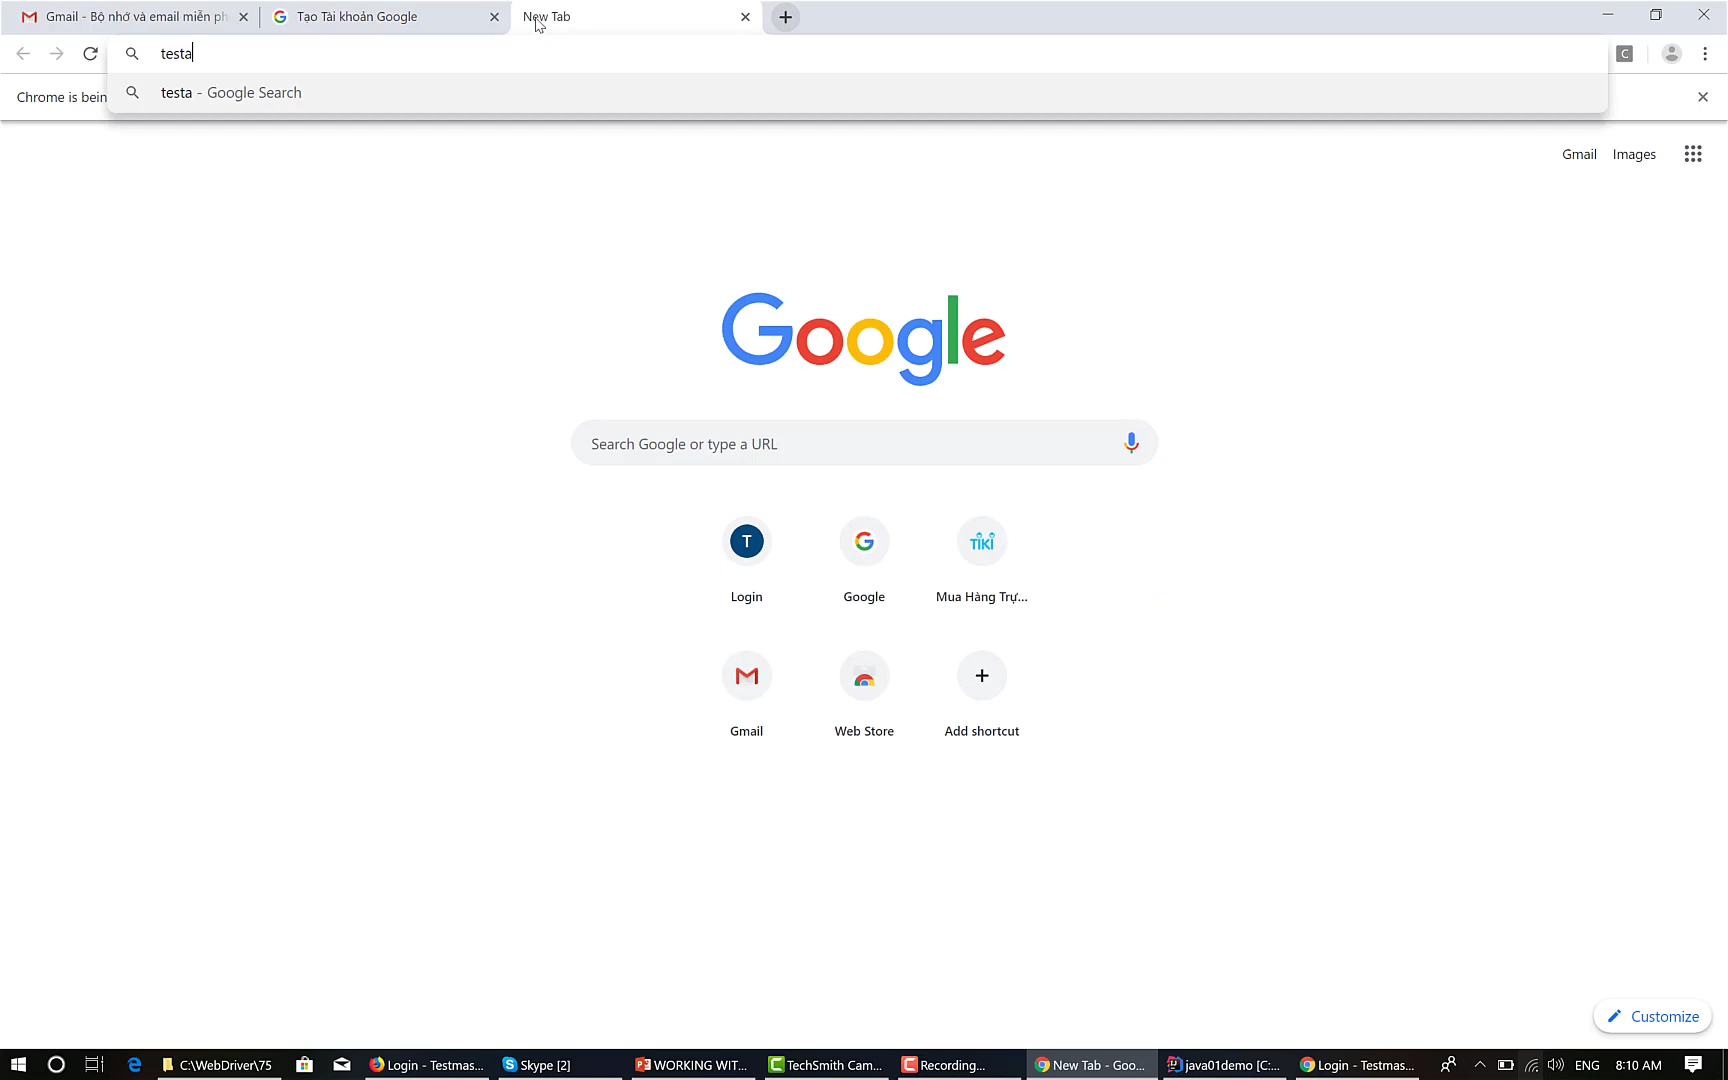 Gmail - Bộ nhớ và email miễn ph
Tạo Tài khoản Google
New Tab
testa
C
testa - Google Search
Chrome is bein
Gmail
Images
Google
Search Google or type a URL
T
TIKI
Login
Google
Mua Hàng Trự...
Gmail
Web Store
Add shortcut
Customize
C:\WebDriver\75
Login - Testmas...
Skype [2]
WORKING WIT...
TechSmith Cam...
Recording...
New Tab - Goo...
java01demo [C:...
Login - Testmas...
ENG
8:10 AM